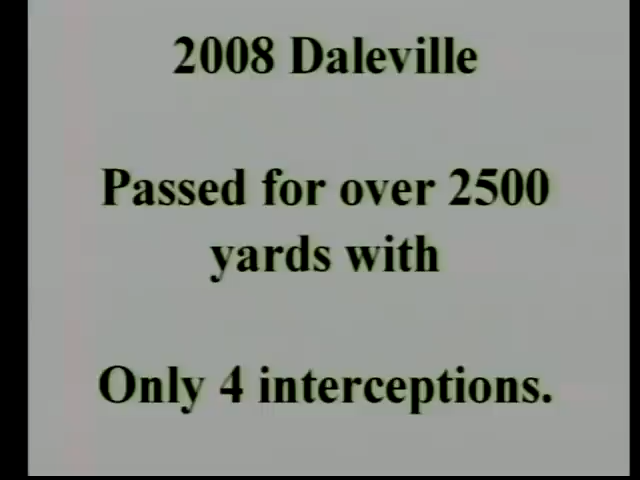 2008 Daleville
Passed for over 2500
yards with
Only 4 interceptions.